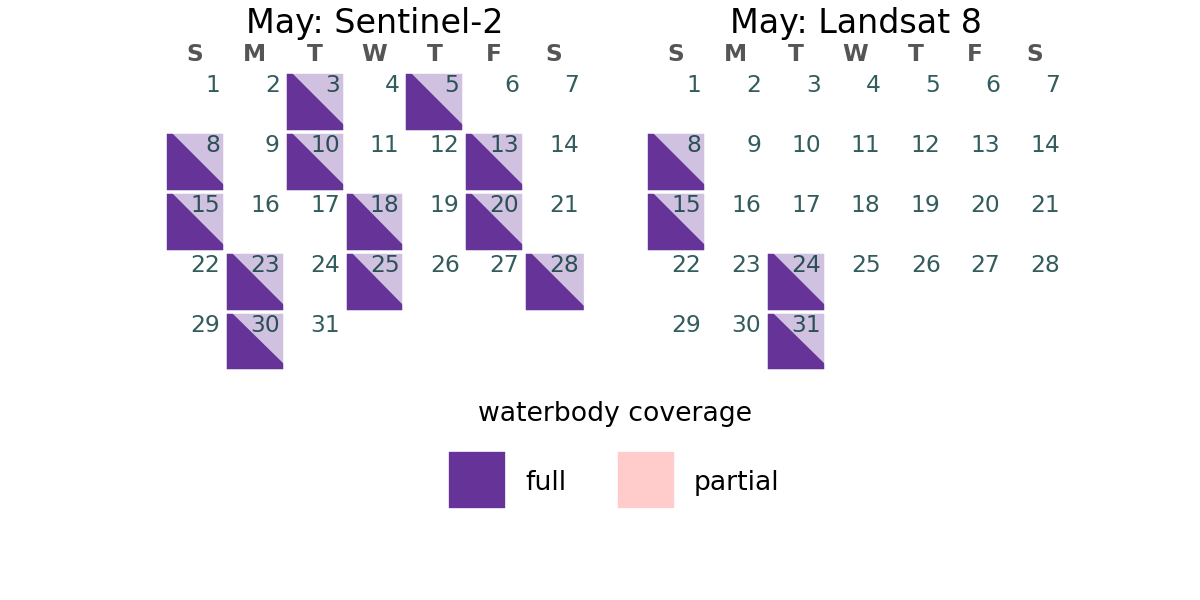 May: Sentinel-2
S M T W T F S
1 2 3 4 5 6 7
8 9 10 11 12 13 14
15 16 17 18 19 20 21
22 23 24 25 26 27 28
29 30 31
May: Landsat 8
S M T W T F S
1 2 3 4 5 6 7
8 9 10 11 12 13 14
15 16 17 18 19 20 21
22 23 24 25 26 27 28
29 30 31
waterbody coverage
full partial